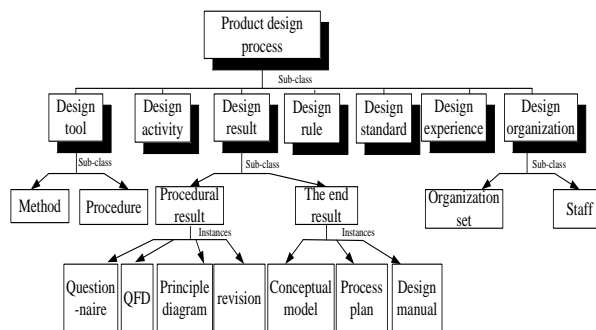 Product design
process
Sub-class
Design
tool
Design
activity
Design
result
Design
rule
Design
standard
Design
experience
Design
organization
Sub-class
Sub-class
Sub-class
Method
Procedure
Procedural
result
The end
result
Organization
set
Staff
Instances
Instances
Question
-naire
QFD
Principle
diagram
revision
Conceptual
model
Process
plan
Design
manual